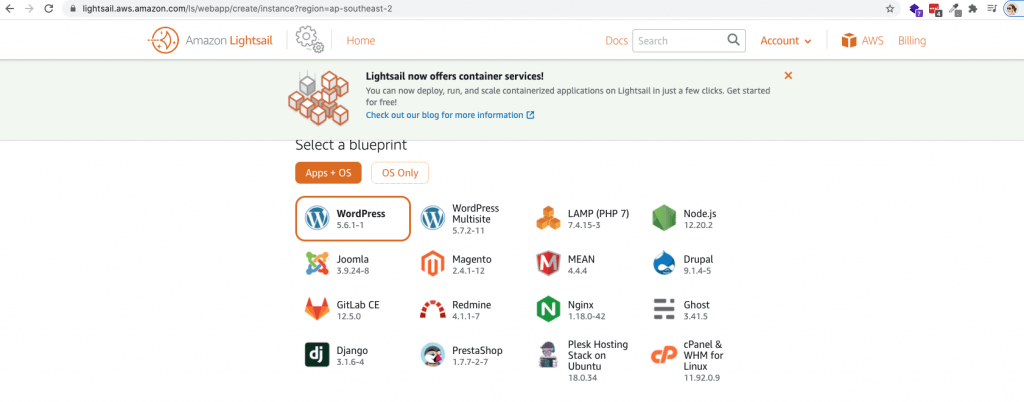 lightsail.aws.amazon.com/ls/webapp/create/instance?region=ap-southeast-2
7
4
Amazon Lightsail
Home
Docs
Search
Account
AWS
Billing
Lightsail now offers container services!
You can now deploy, run, and scale containerized applications on Lightsail in just a few clicks. Get started
for free!
Check out our blog for more information
Select a blueprint
Apps + OS
OS Only
WordPress
5.6.1-1
WordPress
Multisite
5.7.2-11
LAMP (PHP 7)
7.4.15-3
Node.js
12.20.2
Joomla
3.9.24-8
Magento
2.4.1-12
MEAN
4.4.4
Drupal
9.1.4-5
GitLab CE
12.5.0
Redmine
4.1.1-7
Nginx
1.18.0-42
Ghost
3.41.5
dj
Django
3.1.6-4
PrestaShop
1.7.7-2-7
Plesk Hosting
Stack on
Ubuntu
18.0.34
cP
cPanel &
WHM for
Linux
11.92.0.9